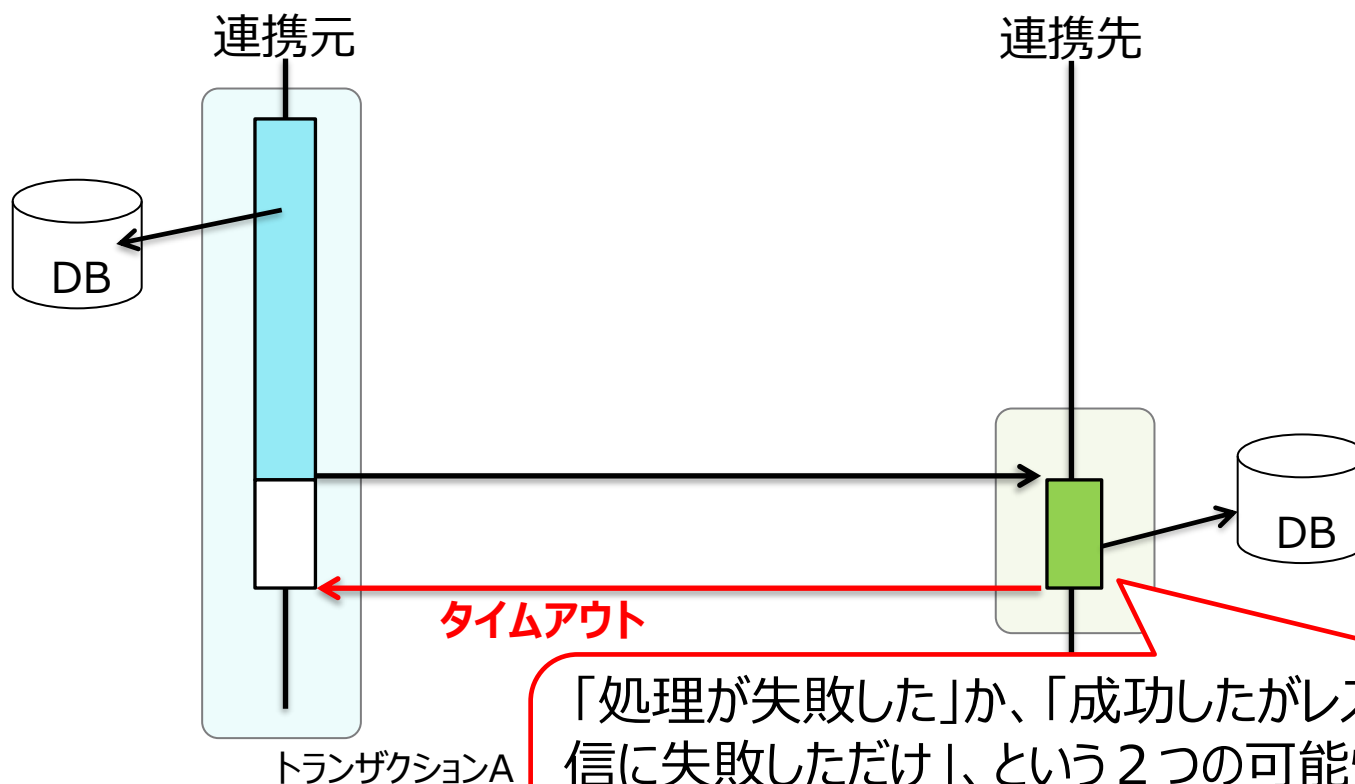 連携元
連携先
DB
DB
タイムアウト
「処理が失敗した」か、「成功したがレス
信に失敗しただけ」、という2つの可能
トランザクションA